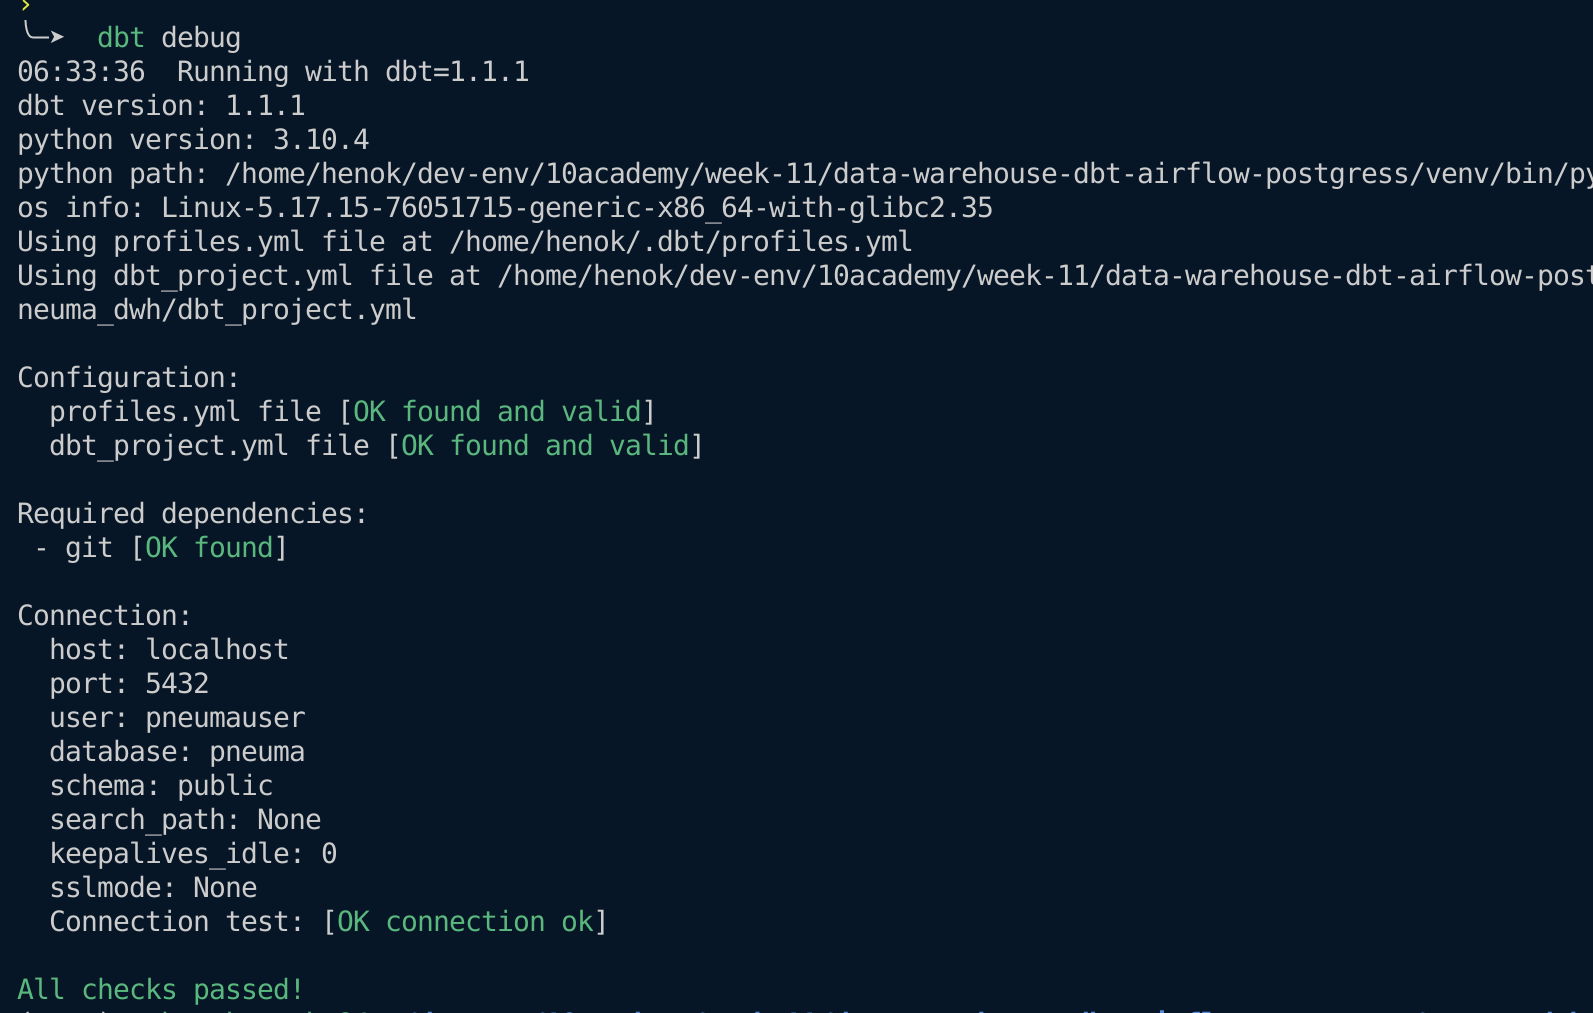 dbt debug
06:33:36  Running with dbt=1.1.1
dbt version: 1.1.1
python version: 3.10.4
python path: /home/henok/dev-env/10academy/week-11/data-warehouse-dbt-airflow-postgress/venv/bin/py
os info: Linux-5.17.15-76051715-generic-x86_64-with-glibc2.35
Using profiles.yml file at /home/henok/.dbt/profiles.yml
Using dbt_project.yml file at /home/henok/dev-env/10academy/week-11/data-warehouse-dbt-airflow-post
neuma_dwh/dbt_project.yml

Configuration:
  profiles.yml file [OK found and valid]
  dbt_project.yml file [OK found and valid]

Required dependencies:
 - git [OK found]

Connection:
  host: localhost
  port: 5432
  user: pneumauser
  database: pneuma
  schema: public
  search_path: None
  keepalives_idle: 0
  sslmode: None
  Connection test: [OK connection ok]

All checks passed!